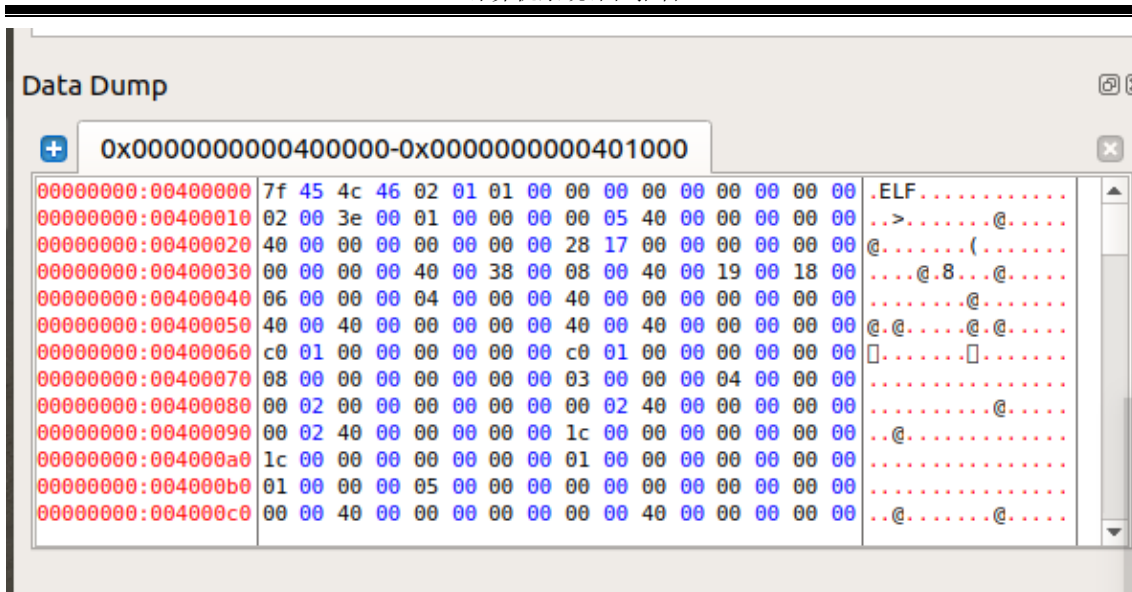 Data Dump
0x0000000000400000-0x0000000000401000
00000000:00400000 7f 45 4c 46 02 01 01 00 00 00 00 00 00 00 00 00 .ELF............
00000000:00400010 02 00 3e 00 01 00 00 00 00 05 40 00 00 00 00 00 ..>.......@.....
00000000:00400020 40 00 00 00 00 00 00 00 28 17 00 00 00 00 00 00 @.......(.......
00000000:00400030 00 00 00 00 40 00 38 00 08 00 40 00 19 00 18 00 ....@.8...@.....
00000000:00400040 06 00 00 00 04 00 00 00 40 00 00 00 00 00 00 00 ........@.......
00000000:00400050 40 00 40 00 00 00 00 00 40 00 40 00 00 00 00 00 @.@.....@.@.....
00000000:00400060 c0 01 00 00 00 00 00 00 c0 01 00 00 00 00 00 00 ▯.......▯.......
00000000:00400070 08 00 00 00 00 00 00 00 03 00 00 00 04 00 00 00 ................
00000000:00400080 00 02 00 00 00 00 00 00 00 02 40 00 00 00 00 00 ..........@.....
00000000:00400090 00 02 40 00 00 00 00 00 1c 00 00 00 00 00 00 00 ..@.............
00000000:004000a0 1c 00 00 00 00 00 00 00 01 00 00 00 00 00 00 00 ................
00000000:004000b0 01 00 00 00 05 00 00 00 00 00 00 00 00 00 00 00 ................
00000000:004000c0 00 00 40 00 00 00 00 00 00 00 40 00 00 00 00 00 ..@.......@.....